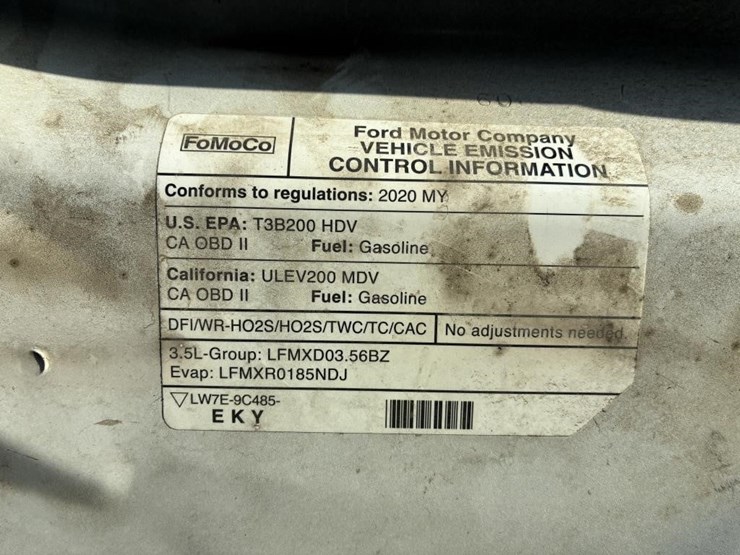 FoMoCo
Ford Motor Company
VEHICLE EMISSION
CONTROL INFORMATION
Conforms to regulations: 2020 MY
U.S. EPA: T3B200 HDV
CA OBD II Fuel: Gasoline
California: ULEV200 MDV
CA OBD II Fuel: Gasoline
DFI/WR-HO2S/HO2S/TWC/TC/CAC No adjustments needed.
3.5L-Group: LFMXD03.56BZ
Evap: LFMXR0185NDJ
▽LW7E-9C485-
EKY